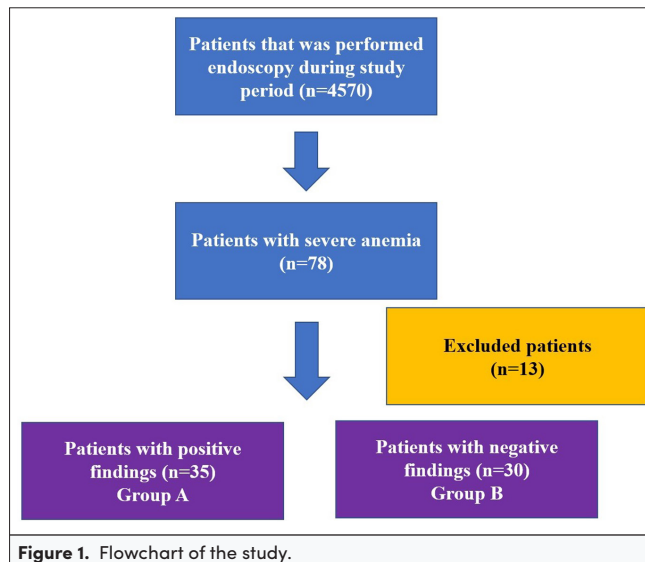 Patients that was performed
endoscopy during study
period (n=4570)
Patients with severe anemia
(n=78)
Excluded patients
(n=13)
Patients with positive
findings (n=35)
Group A
Patients with negative
findings (n=30)
Group B
Figure 1. Flowchart of the study.